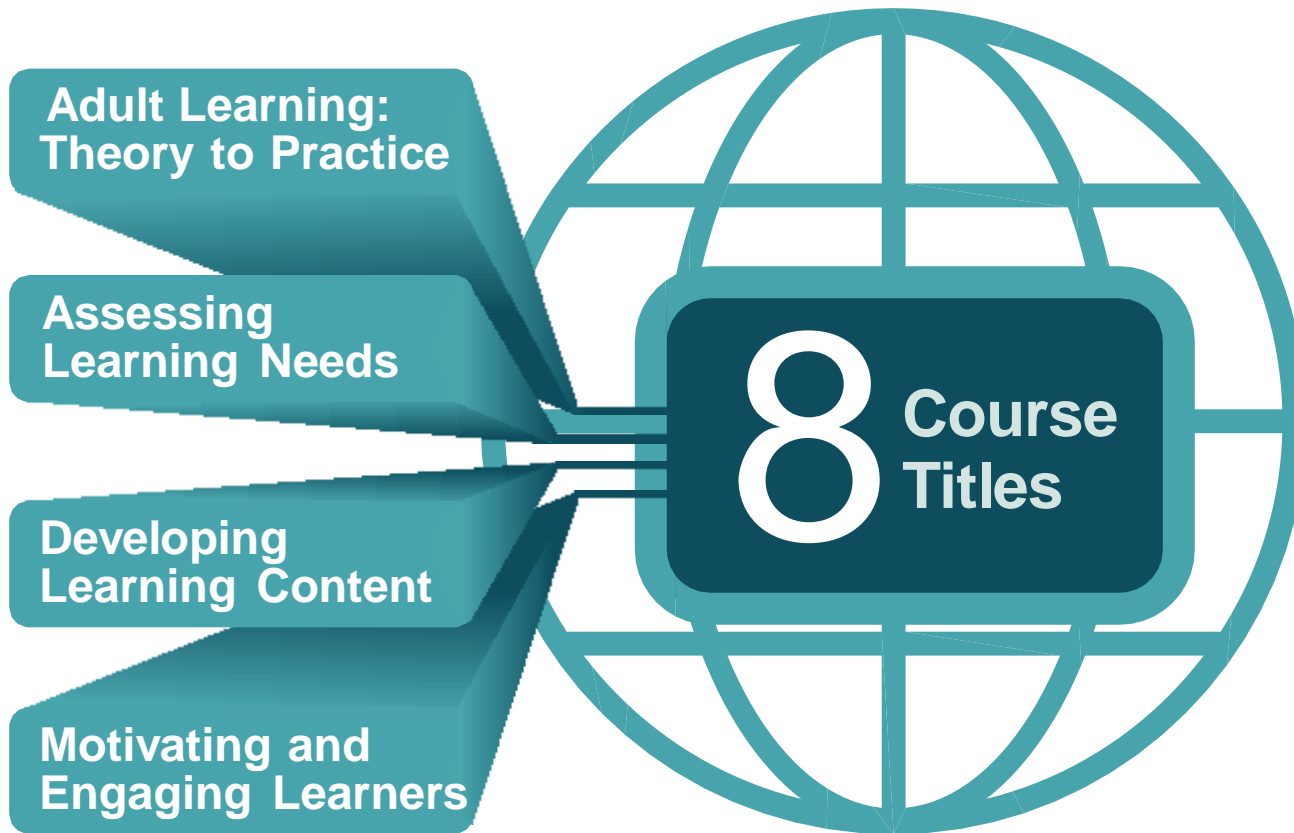 Adult Learning:
Theory to Practice
Assessing
Learning Needs
Developing
Learning Content
Motivating and
Engaging Learners
8
Course
Titles